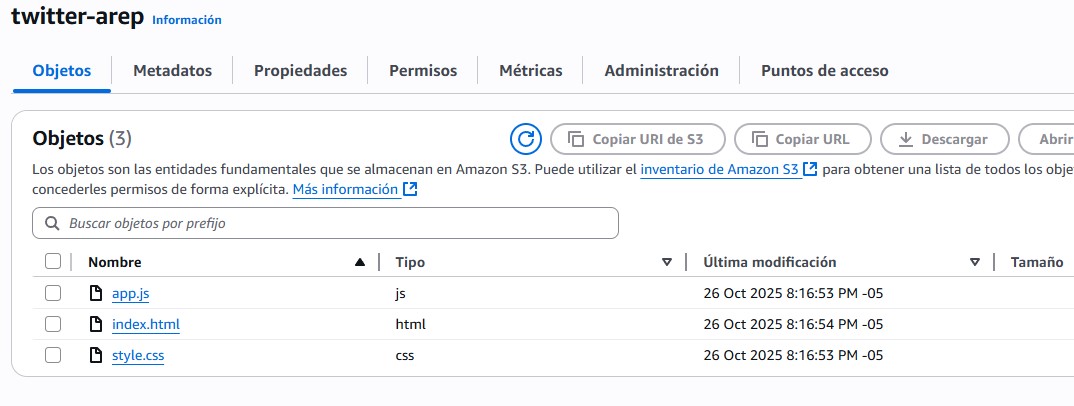 twitter-arep Información
Objetos Metadatos Propiedades Permisos Métricas Administración Puntos de acceso
Objetos (3) Copiar URI de S3 Copiar URL Descargar Abrir
Los objetos son las entidades fundamentales que se almacenan en Amazon S3. Puede utilizar el inventario de Amazon S3 para obtener una lista de todos los obje
concederles permisos de forma explícita. Más información
Buscar objetos por prefijo
Nombre Tipo Última modificación Tamaño
app.js js 26 Oct 2025 8:16:53 PM -05
index.html html 26 Oct 2025 8:16:54 PM -05
style.css css 26 Oct 2025 8:16:53 PM -05